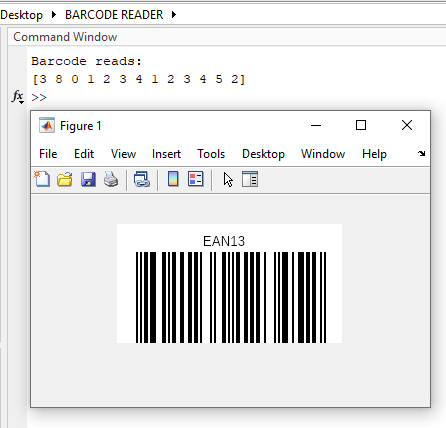 Desktop BARCODE READER
Command Window
Barcode reads:
[3 8 0 1 2 3 4 1 2 3 4 5 2]
fx >>
Figure 1
File Edit View Insert Tools Desktop Window Help
EAN13